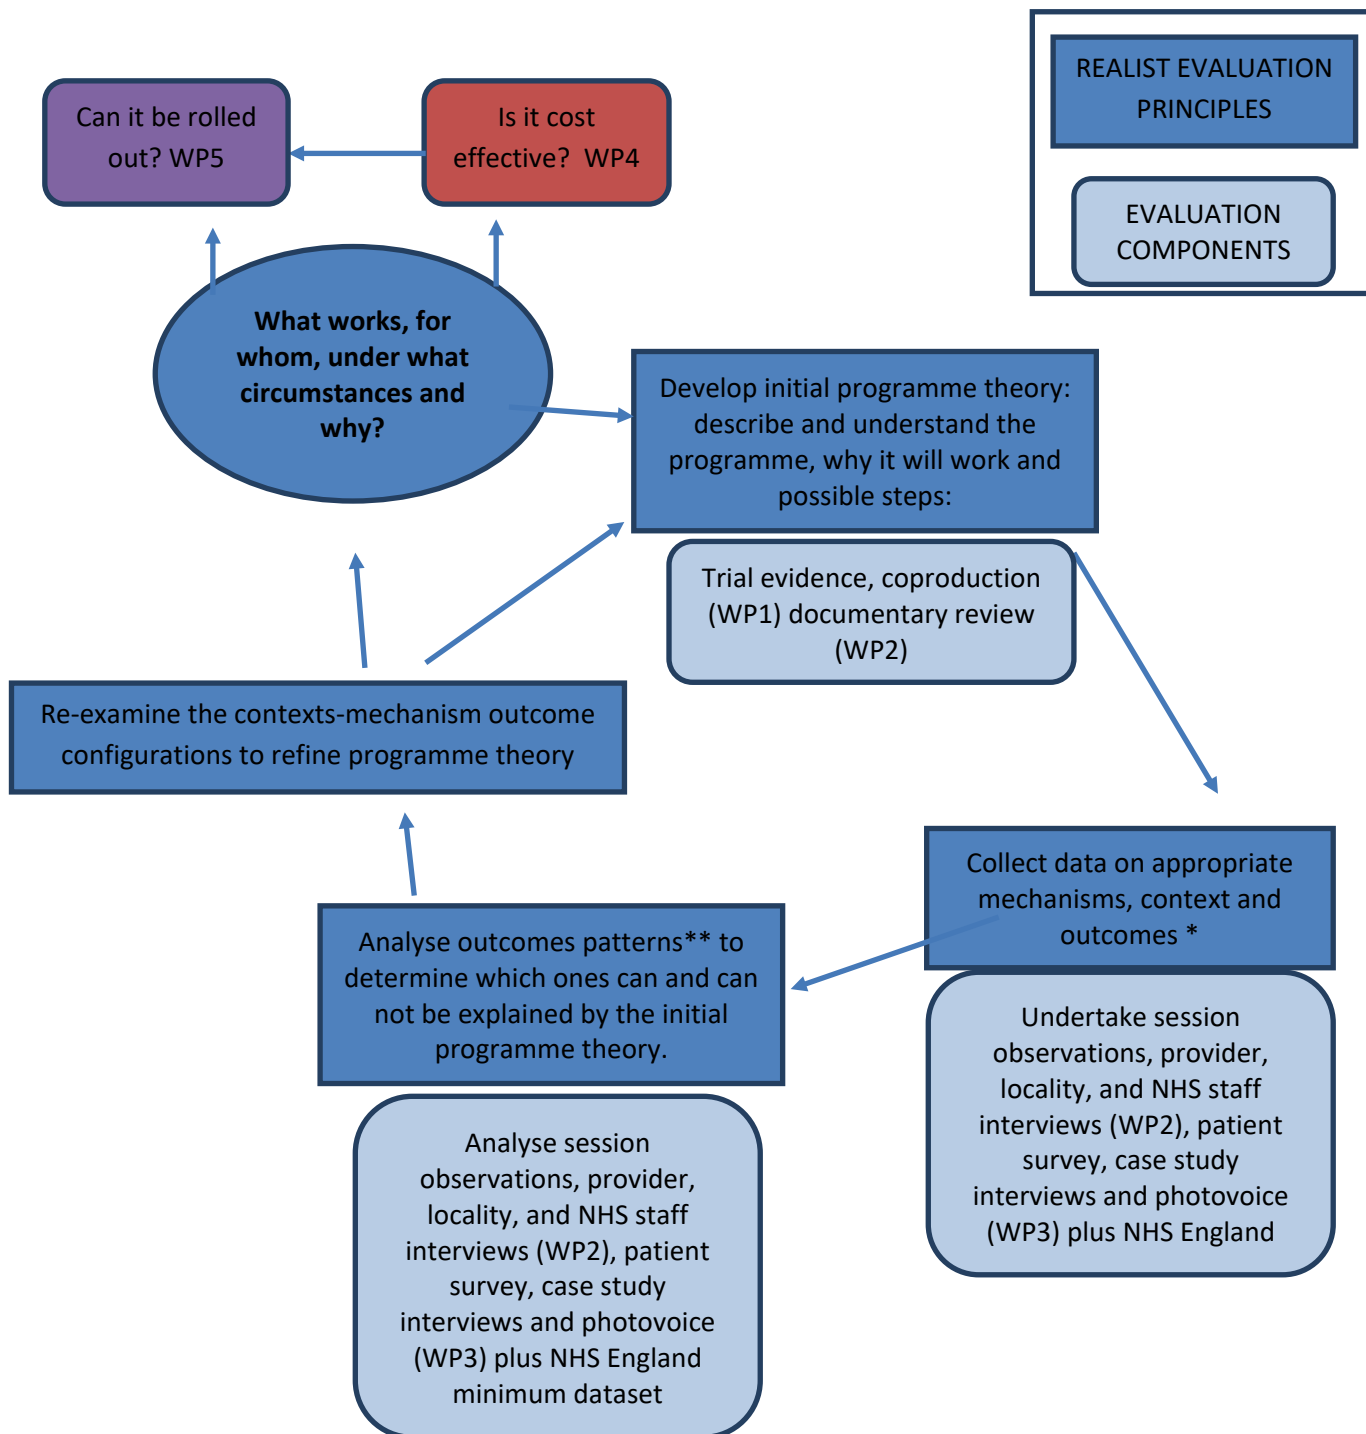 REALIST EVALUATION
PRINCIPLES
EVALUATION
COMPONENTS
Can it be rolled
out? WP5
Is it cost
effective?  WP4
What works, for
whom, under what
circumstances and
why?
Develop initial programme theory:
describe and understand the
programme, why it will work and
possible steps:
Trial evidence, coproduction
(WP1) documentary review
(WP2)
Re-examine the contexts-mechanism outcome
configurations to refine programme theory
Collect data on appropriate
mechanisms, context and
outcomes *
Undertake session
observations, provider,
locality, and NHS staff
interviews (WP2), patient
survey, case study
interviews and photovoice
(WP3) plus NHS England
Analyse outcomes patterns** to
determine which ones can and can
not be explained by the initial
programme theory.
Analyse session
observations, provider,
locality, and NHS staff
interviews (WP2), patient
survey, case study
interviews and photovoice
(WP3) plus NHS England
minimum dataset